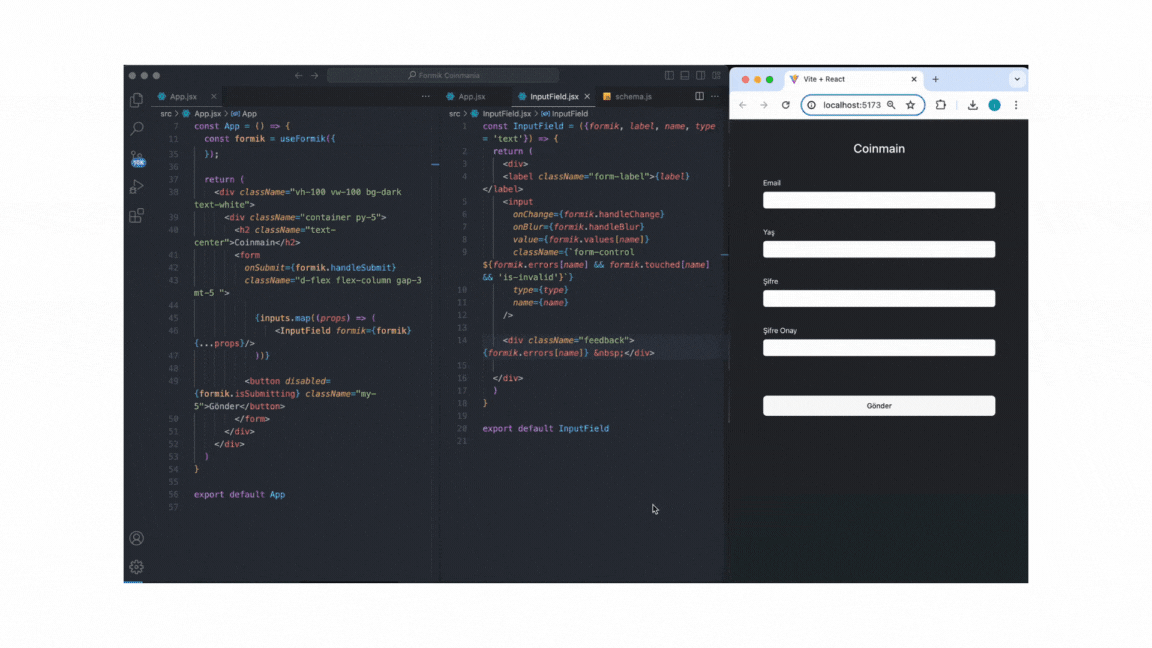 Formik Coinmania
App.jsx
src > App.jsx > App
7 const App = () => {
11 const formik = useFormik({
35 });
36
37 return (
38 <div className="vh-100 vw-100 bg-dark
text-white">
39 <div className="container py-5">
40 <h2 className="text-
center">Coinmain</h2>
41 <form
42 onSubmit={formik.handleSubmit}
43 className="d-flex flex-column gap-3
mt-5 ">
44
45 {inputs.map((props) => (
46 <InputField formik={formik}
{...props}/>
47 ))}
48
49 <button disabled=
{formik.isSubmitting} className="my-
5">Gönder</button>
50 </form>
51 </div>
52 </div>
53 )
54 }
55
56 export default App
57
App.jsx InputField.jsx schema.js
src > InputField.jsx > InputField
1 const InputField = ({formik, label, name, type
= 'text'}) => {
2 return (
3 <div>
4 <label className="form-label">{label}
</label>
5 <input
6 onChange={formik.handleChange}
7 onBlur={formik.handleBlur}
8 value={formik.values[name]}
9 className={`form-control
${formik.errors[name] && formik.touched[name]
&& 'is-invalid'}`}
10 type={type}
11 name={name}
12 />
13
14 <div className="feedback">
{formik.errors[name]} &nbsp;</div>
15
16 </div>
17 )
18 }
19
20 export default InputField
21
Vite + React
localhost:5173
Coinmain
Email
Yaş
Şifre
Şifre Onay
Gönder